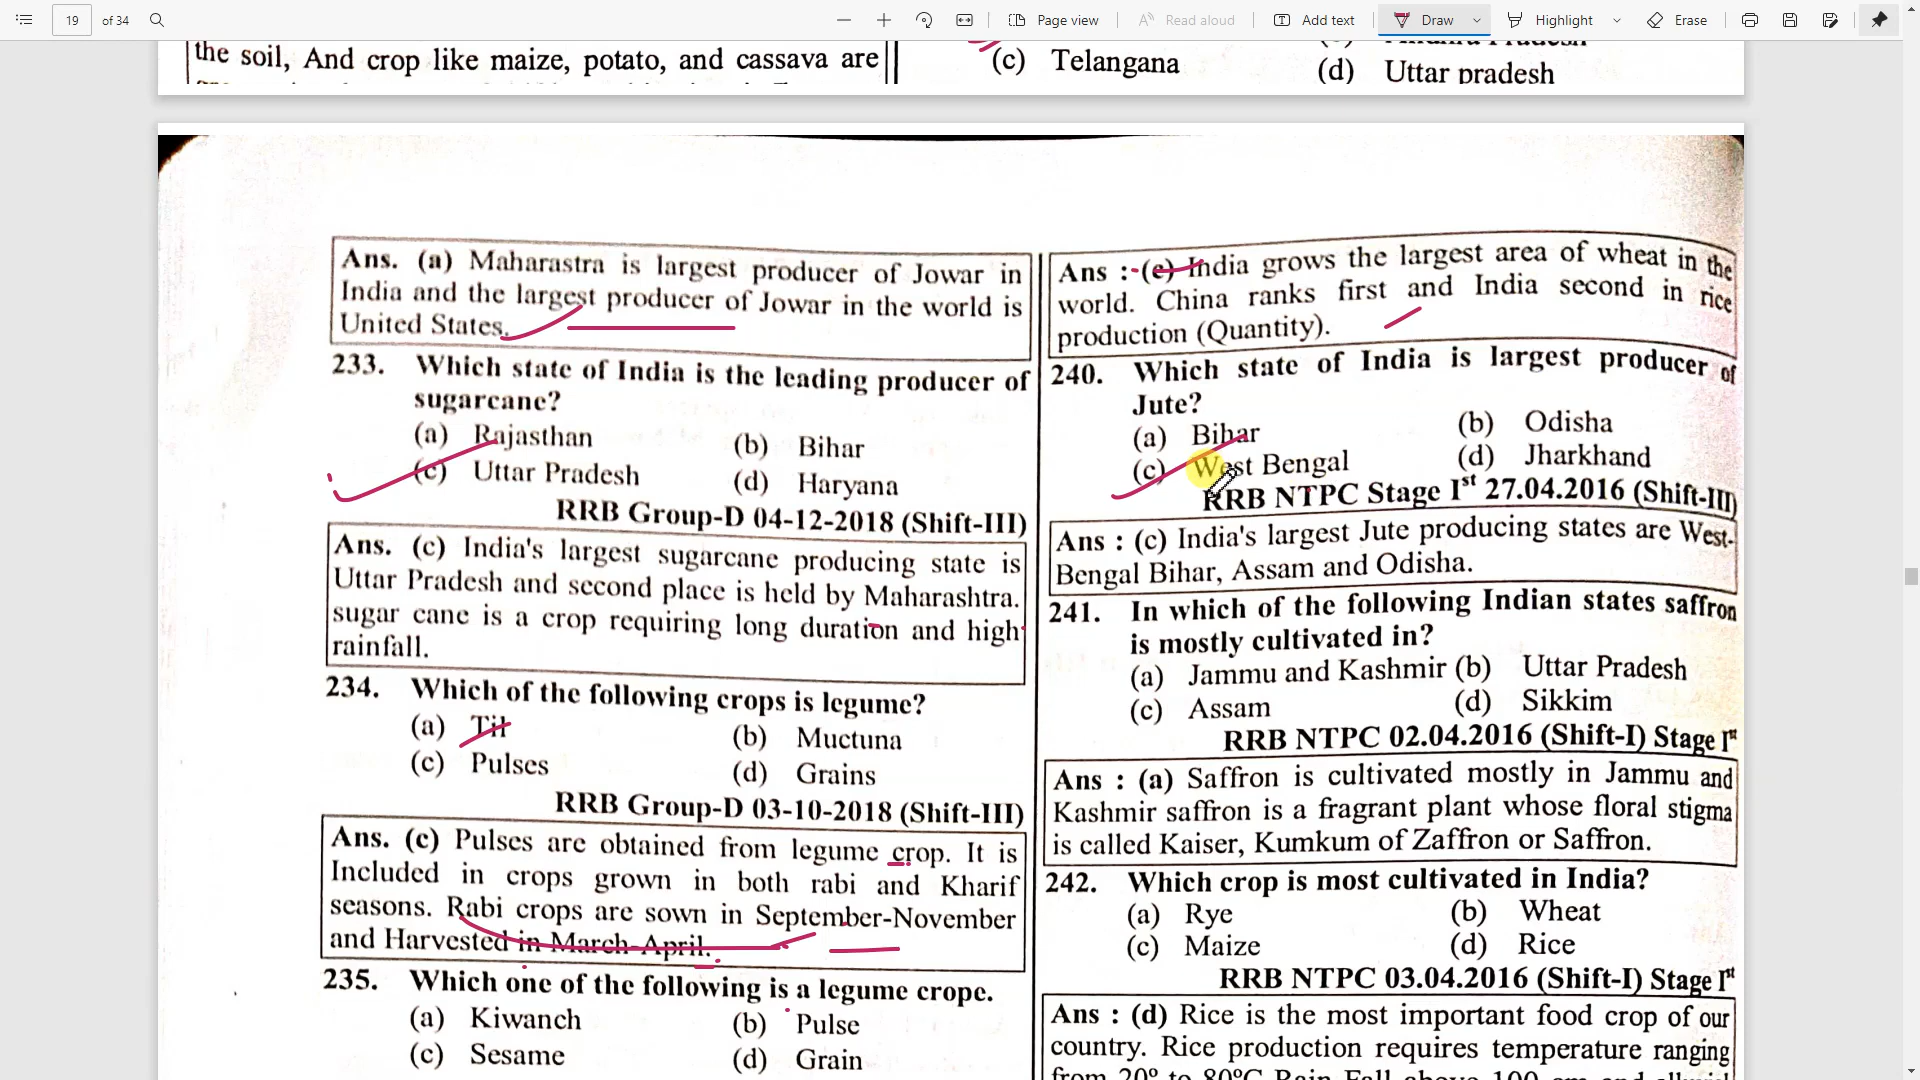 19 of 34
Page view
Read aloud
Add text
Draw
Highlight
Erase
the soil, And crop like maize, potato, and cassava are
(c) Telangana
(d) Uttar pradesh
Ans. (a) Maharastra is largest producer of Jowar in
India and the largest producer of Jowar in the world is
United States.
233. Which state of India is the leading producer of
sugarcane?
(a) Rajasthan (b) Bihar
(c) Uttar Pradesh (d) Haryana
RRB Group-D 04-12-2018 (Shift-III)
Ans. (c) India's largest sugarcane producing state is
Uttar Pradesh and second place is held by Maharashtra.
sugar cane is a crop requiring long duration and high
rainfall.
234. Which of the following crops is legume?
(a) Til (b) Muctuna
(c) Pulses (d) Grains
RRB Group-D 03-10-2018 (Shift-III)
Ans. (c) Pulses are obtained from legume crop. It is
Included in crops grown in both rabi and Kharif
seasons. Rabi crops are sown in September-November
and Harvested in March-April.
235. Which one of the following is a legume crope.
(a) Kiwanch (b) Pulse
(c) Sesame (d) Grain
Ans :-(c) India grows the largest area of wheat in the
world. China ranks first and India second in rice
production (Quantity).
240. Which state of India is largest producer of
Jute?
(a) Bihar (b) Odisha
(c) West Bengal (d) Jharkhand
RRB NTPC Stage Ist 27.04.2016 (Shift-III)
Ans : (c) India's largest Jute producing states are West-
Bengal Bihar, Assam and Odisha.
241. In which of the following Indian states saffron
is mostly cultivated in?
(a) Jammu and Kashmir (b) Uttar Pradesh
(c) Assam (d) Sikkim
RRB NTPC 02.04.2016 (Shift-I) Stage Ist
Ans : (a) Saffron is cultivated mostly in Jammu and
Kashmir saffron is a fragrant plant whose floral stigma
is called Kaiser, Kumkum of Zaffron or Saffron.
242. Which crop is most cultivated in India?
(a) Rye (b) Wheat
(c) Maize (d) Rice
RRB NTPC 03.04.2016 (Shift-I) Stage Ist
Ans : (d) Rice is the most important food crop of our
country. Rice production requires temperature ranging